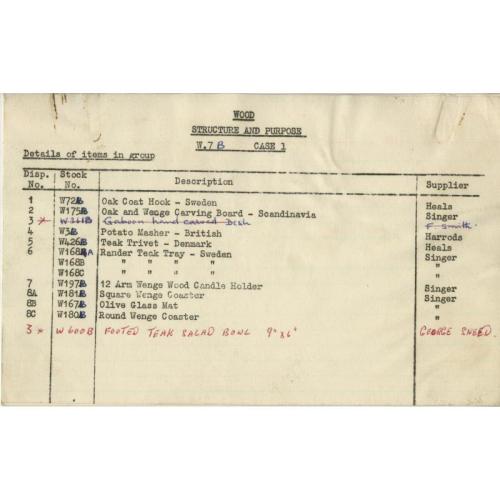 WOOD
STRUCTURE AND PURPOSE
W.7 B CASE 1
Details of items in group
Disp. No. Stock No. Description Supplier
1 W72B Oak Coat Hook - Sweden Heals
2 W175B Oak and Wenge Carving Board - Scandinavia Singer
3 * W311B Gaboon hand carved Dish F. Smith
4 W3B Potato Masher - British Harrods
5 W426B Teak Trivet - Denmark Heals
6 W168A Rander Teak Tray - Sweden Singer
W168B " " " " "
W168C " " " " "
7 W197B 12 Arm Wenge Wood Candle Holder Singer
8A W181B Square Wenge Coaster Singer
8B W167B Olive Glass Mat "
8C W180B Round Wenge Coaster "
3 * W600B FOOTED TEAK SALAD BOWL 9" x 6" GEORGE SNEED.